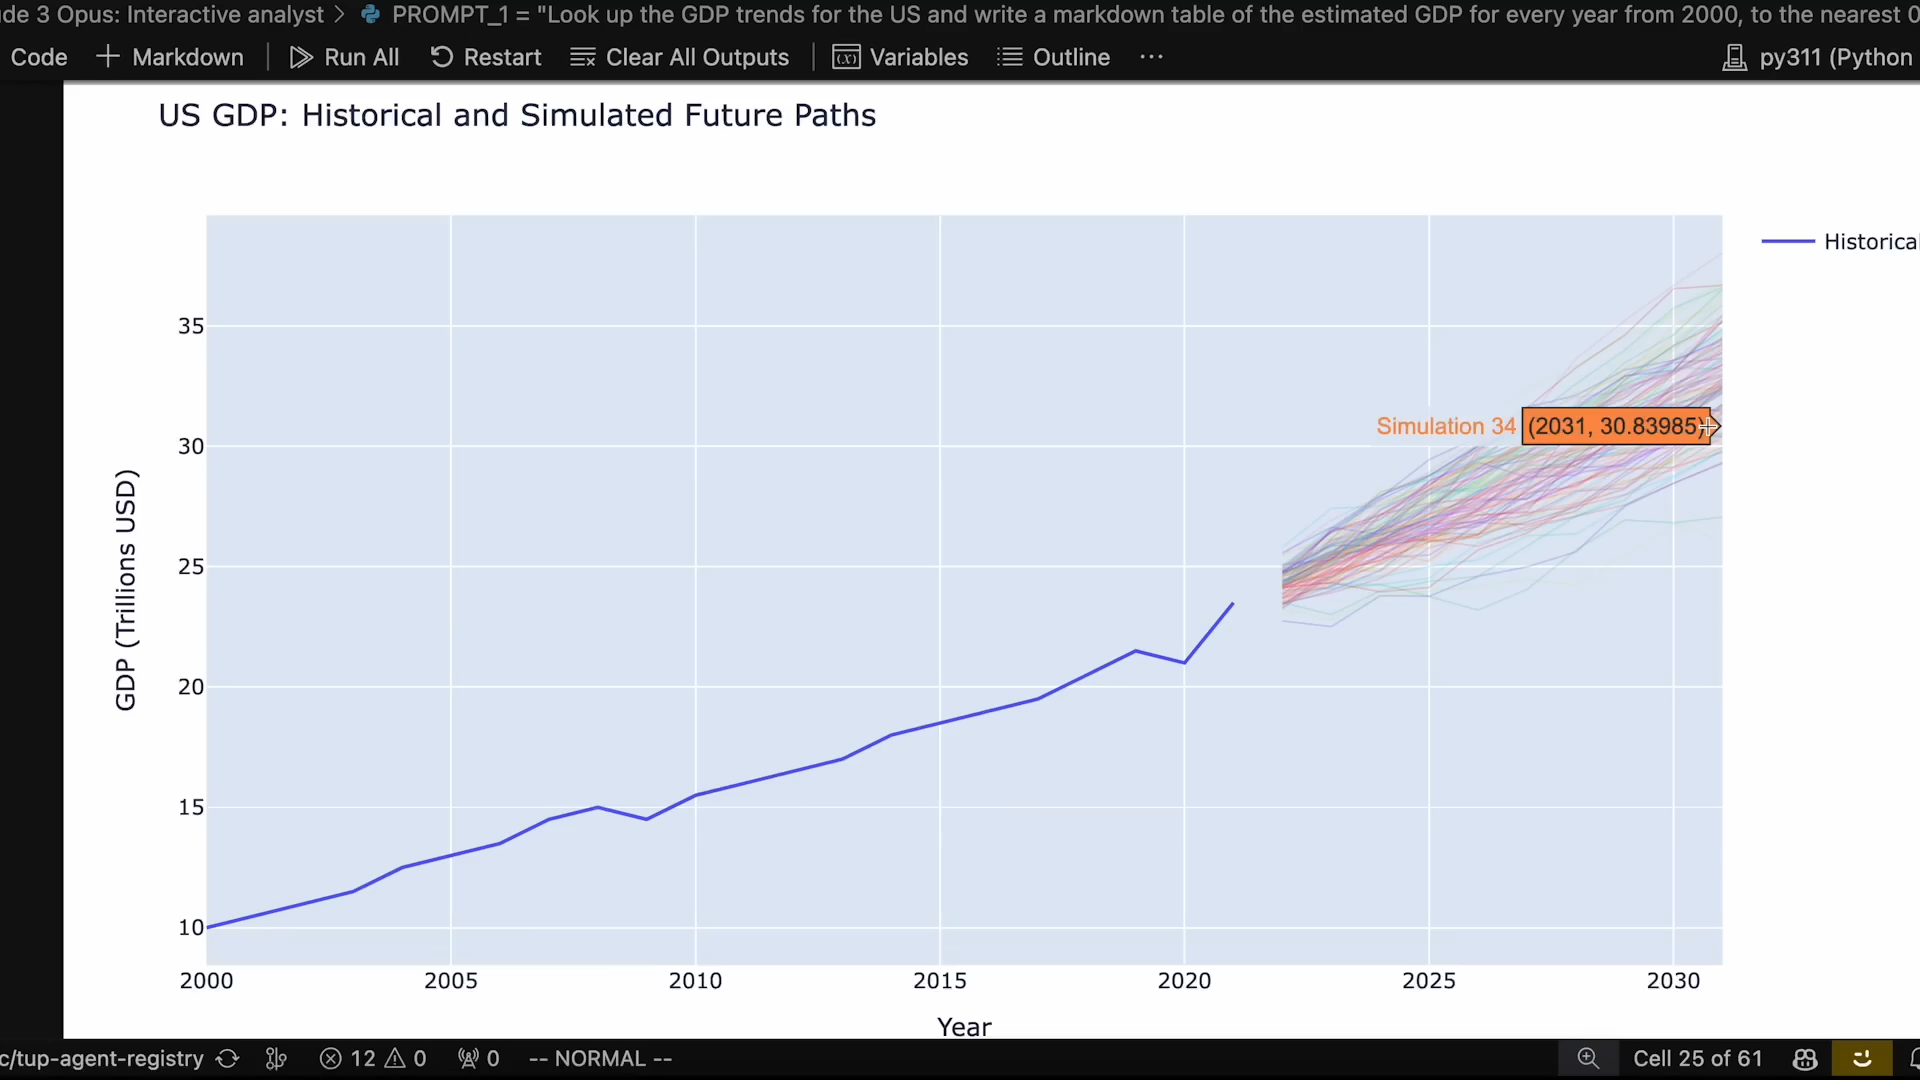 de 3 Opus: Interactive analyst > PROMPT_1 = "Look up the GDP trends for the US and write a markdown table of the estimated GDP for every year from 2000, to the nearest 0
Code + Markdown | Run All Restart Clear All Outputs | Variables Outline ··· py311 (Python
US GDP: Historical and Simulated Future Paths
Historical
35
Simulation 34 (2031, 30.83985)
30
25
20
15
10
GDP (Trillions USD)
2000 2005 2010 2015 2020 2025 2030
Year
c/tup-agent-registry 12 0 0 -- NORMAL -- Cell 25 of 61